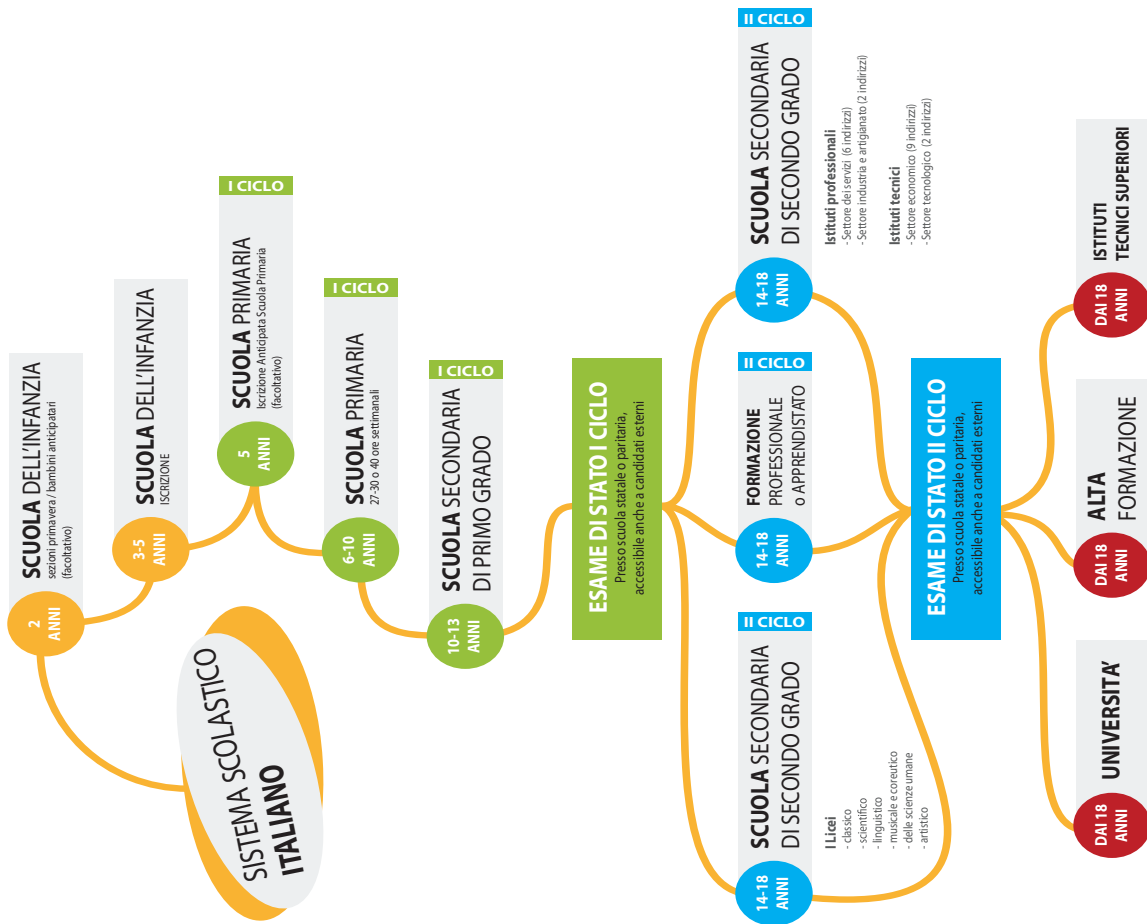 SISTEMA SCOLASTICO
ITALIANO
2
ANNI
SCUOLA DELL'INFANZIA
sezioni primavera / bambini anticipatari
(facoltativo)
3-5
ANNI
SCUOLA DELL'INFANZIA
ISCRIZIONE
5
ANNI
I CICLO
SCUOLA PRIMARIA
Iscrizione Anticipata Scuola Primaria
(facoltativo)
6-10
ANNI
I CICLO
SCUOLA PRIMARIA
27-30 o 40 ore settimanali
10-13
ANNI
I CICLO
SCUOLA SECONDARIA
DI PRIMO GRADO
ESAME DI STATO I CICLO
Presso scuola statale o paritaria,
accessibile anche a candidati esterni
14-18
ANNI
II CICLO
SCUOLA SECONDARIA
DI SECONDO GRADO
I Licei
- classico
- scientifico
- linguistico
- musicale e coreutico
- delle scienze umane
- artistico
14-18
ANNI
II CICLO
FORMAZIONE
PROFESSIONALE
o APPRENDISTATO
14-18
ANNI
II CICLO
SCUOLA SECONDARIA
DI SECONDO GRADO
Istituti professionali
- Settore dei servizi (6 indirizzi)
- Settore industria e artigianato (2 indirizzi)
Istituti tecnici
- Settore economico (9 indirizzi)
- Settore tecnologico (2 indirizzi)
ESAME DI STATO II CICLO
Presso scuola statale o paritaria,
accessibile anche a candidati esterni
DAI 18
ANNI
UNIVERSITA'
DAI 18
ANNI
ALTA
FORMAZIONE
DAI 18
ANNI
ISTITUTI
TECNICI SUPERIORI